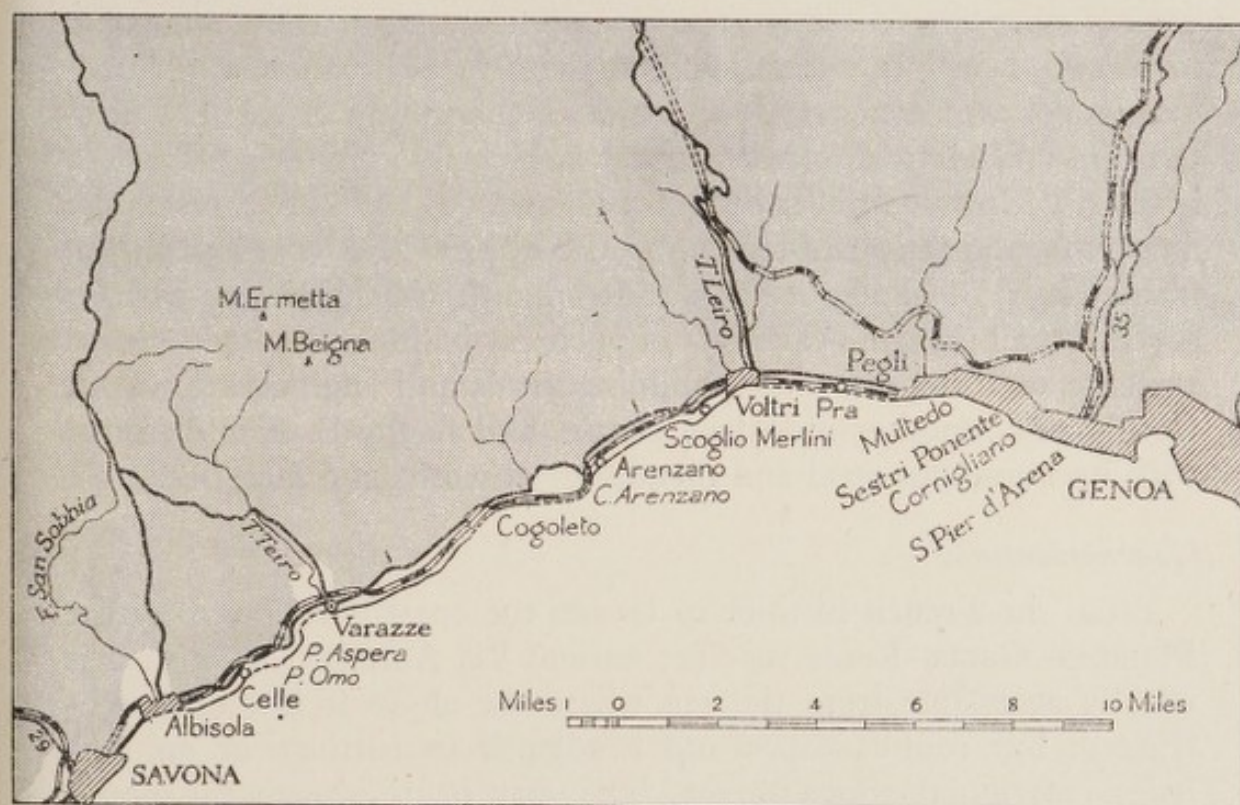 M.Ermetta
M.Beigna
T.Leiro
35
Pegli
Voltri Pra
Multedo
Scoglio Merlini
Sestri Ponente
Arenzano
Cornigliano
C.Arenzano
S.Pier d'Arena
GENOA
Cogoleto
F. San Sobbia
T.Teiro
Varazze
P. Aspera
P. Omo
Celle
Miles 1 0 2 4 6 8 10 Miles
Albisola
29
SAVONA